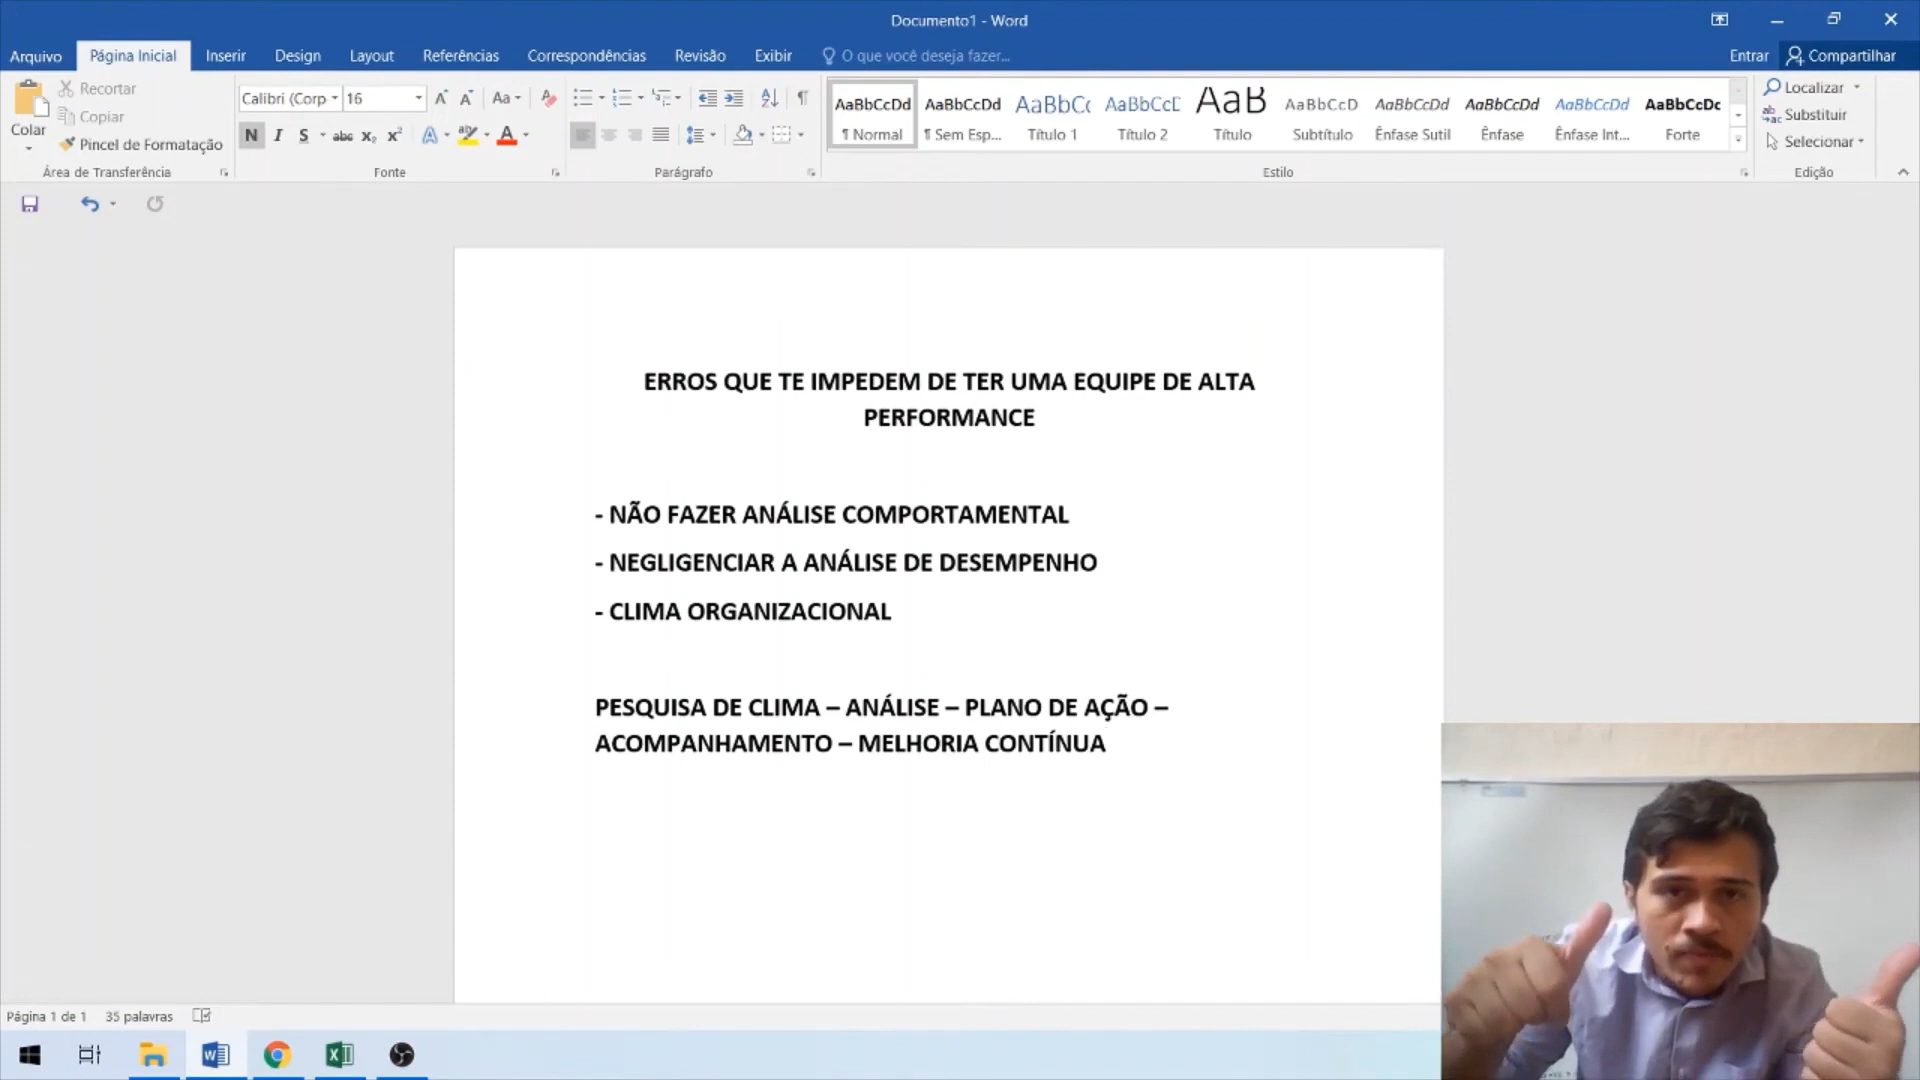 Documento1 - Word
Arquivo
Página Inicial
Inserir
Design
Layout
Referências
Correspondências
Revisão
Exibir
O que você deseja fazer...
Entrar
Compartilhar
Colar
Recortar
Copiar
Pincel de Formatação
Área de Transferência
Calibri (Corp
16
Aa
N I S abc x₂ x²
Fonte
Parágrafo
AaBbCcDd
¶ Normal
AaBbCcDd
¶ Sem Esp...
AaBbCc
Título 1
AaBbCcC
Título 2
AaB
Título
AaBbCcD
Subtítulo
AaBbCcDd
Ênfase Sutil
AaBbCcDd
Ênfase
AaBbCcDd
Ênfase Int...
AaBbCcDc
Forte
Estilo
Localizar
Substituir
Selecionar
Edição
ERROS QUE TE IMPEDEM DE TER UMA EQUIPE DE ALTA
PERFORMANCE
- NÃO FAZER ANÁLISE COMPORTAMENTAL
- NEGLIGENCIAR A ANÁLISE DE DESEMPENHO
- CLIMA ORGANIZACIONAL
PESQUISA DE CLIMA – ANÁLISE – PLANO DE AÇÃO –
ACOMPANHAMENTO – MELHORIA CONTÍNUA
Página 1 de 1
35 palavras